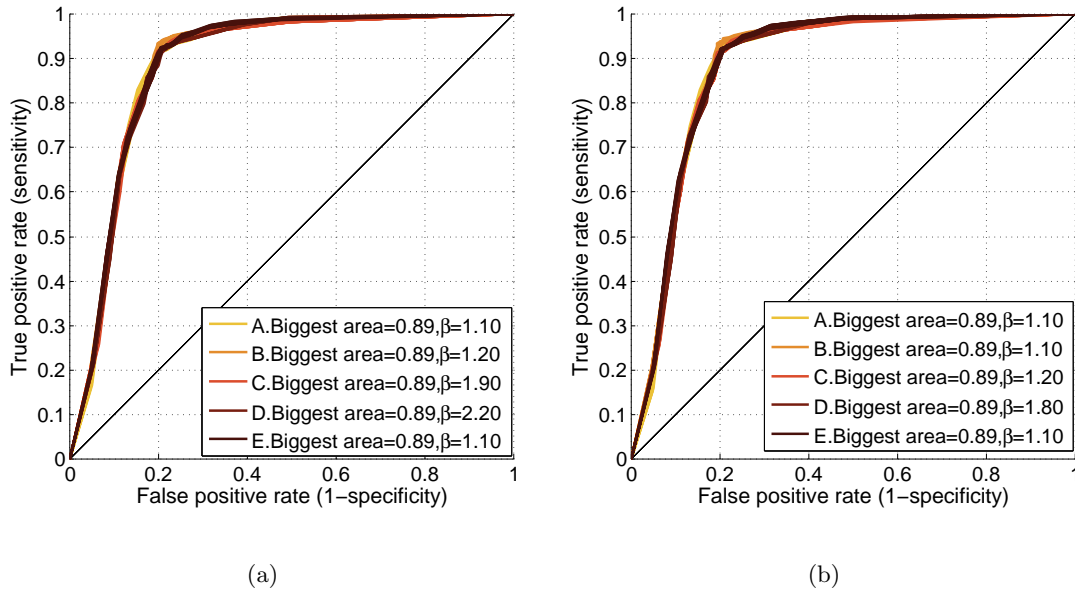 1
0.9
0.8
0.7
0.6
0.5
0.4
0.3
0.2
0.1
0
True positive rate (sensitivity)
A.Biggest area=0.89,β=1.10
B.Biggest area=0.89,β=1.20
C.Biggest area=0.89,β=1.90
D.Biggest area=0.89,β=2.20
E.Biggest area=0.89,β=1.10
0 0.2 0.4 0.6 0.8 1
False positive rate (1−specificity)
(a)
1
0.9
0.8
0.7
0.6
0.5
0.4
0.3
0.2
0.1
0
True positive rate (sensitivity)
A.Biggest area=0.89,β=1.10
B.Biggest area=0.89,β=1.10
C.Biggest area=0.89,β=1.20
D.Biggest area=0.89,β=1.80
E.Biggest area=0.89,β=1.10
0 0.2 0.4 0.6 0.8 1
False positive rate (1−specificity)
(b)